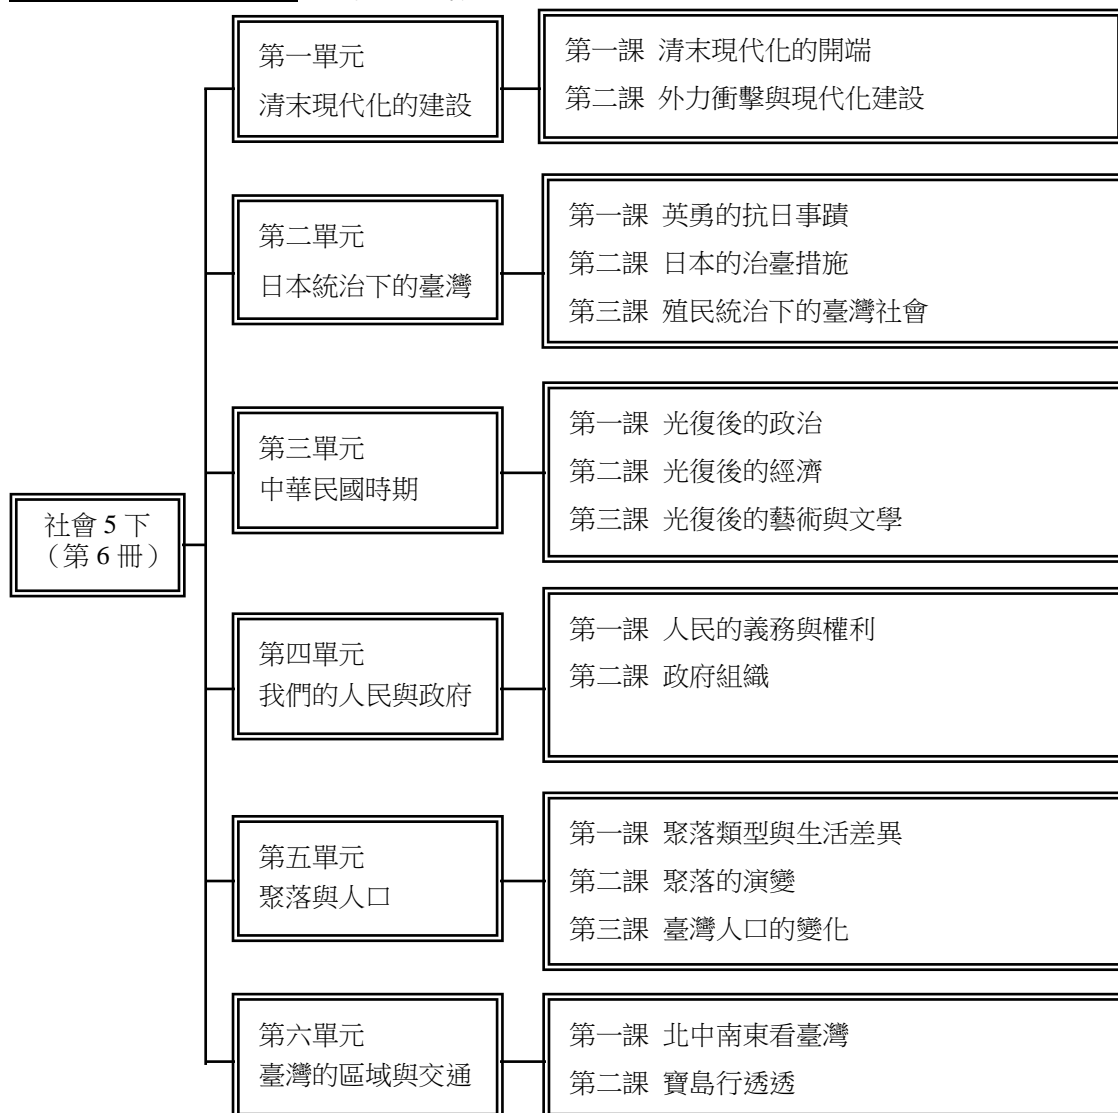 社會 5 下
（第 6 冊）
第一單元
清末現代化的建設
第一課 清末現代化的開端
第二課 外力衝擊與現代化建設
第二單元
日本統治下的臺灣
第一課 英勇的抗日事蹟
第二課 日本的治臺措施
第三課 殖民統治下的臺灣社會
第三單元
中華民國時期
第一課 光復後的政治
第二課 光復後的經濟
第三課 光復後的藝術與文學
第四單元
我們的人民與政府
第一課 人民的義務與權利
第二課 政府組織
第五單元
聚落與人口
第一課 聚落類型與生活差異
第二課 聚落的演變
第三課 臺灣人口的變化
第六單元
臺灣的區域與交通
第一課 北中南東看臺灣
第二課 寶島行透透